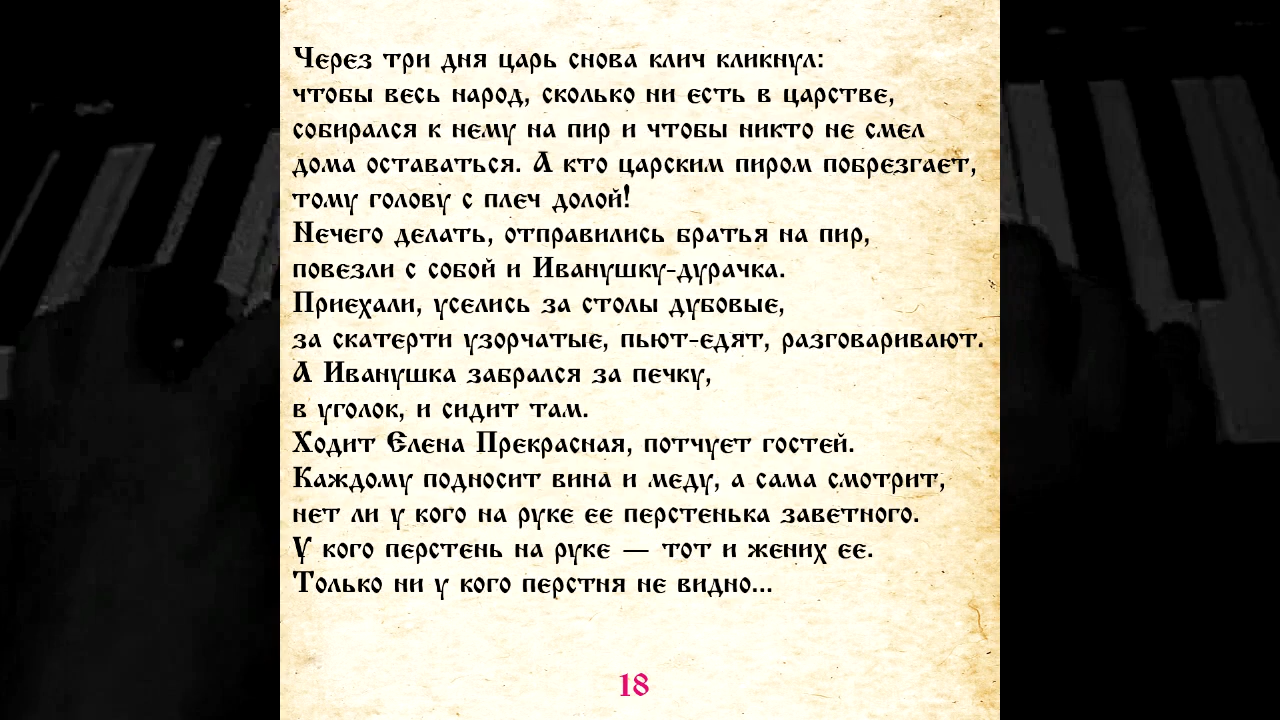 Через три дня царь снова клич кликнул:
чтобы весь народ, сколько ни есть в царстве,
собирался к нему на пир и чтобы никто не смел
дома оставаться. А кто царским пиром побрезгает,
тому голову с плеч долой!
Нечего делать, отправились братья на пир,
повезли с собой и Иванушку-дурачка.
Приехали, уселись за столы дубовые,
за скатерти узорчатые, пьют-едят, разговаривают.
А Иванушка забрался за печку,
в уголок, и сидит там.
Ходит Елена Прекрасная, потчует гостей.
Каждому подносит вина и меду, а сама смотрит,
нет ли у кого на руке ее перстенька заветного.
У кого перстень на руке — тот и жених ее.
Только ни у кого перстня не видно...
18